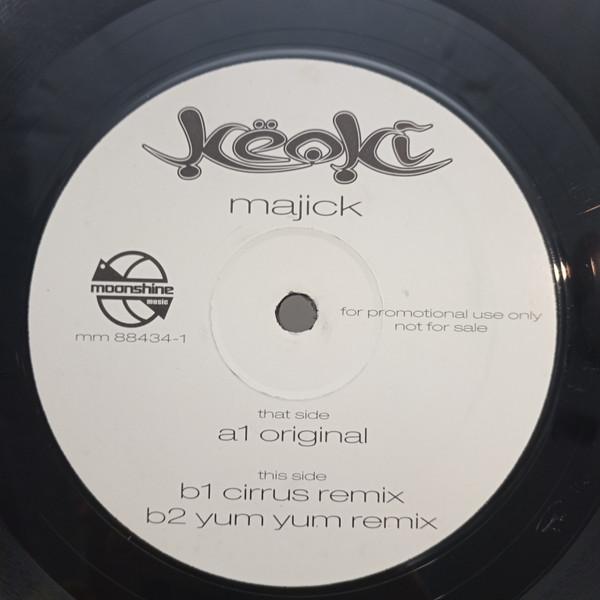 Këoki
majick
moonshine
music
mm 88434-1
for promotional use only
not for sale
that side
a1 original
this side
b1 cirrus remix
b2 yum yum remix